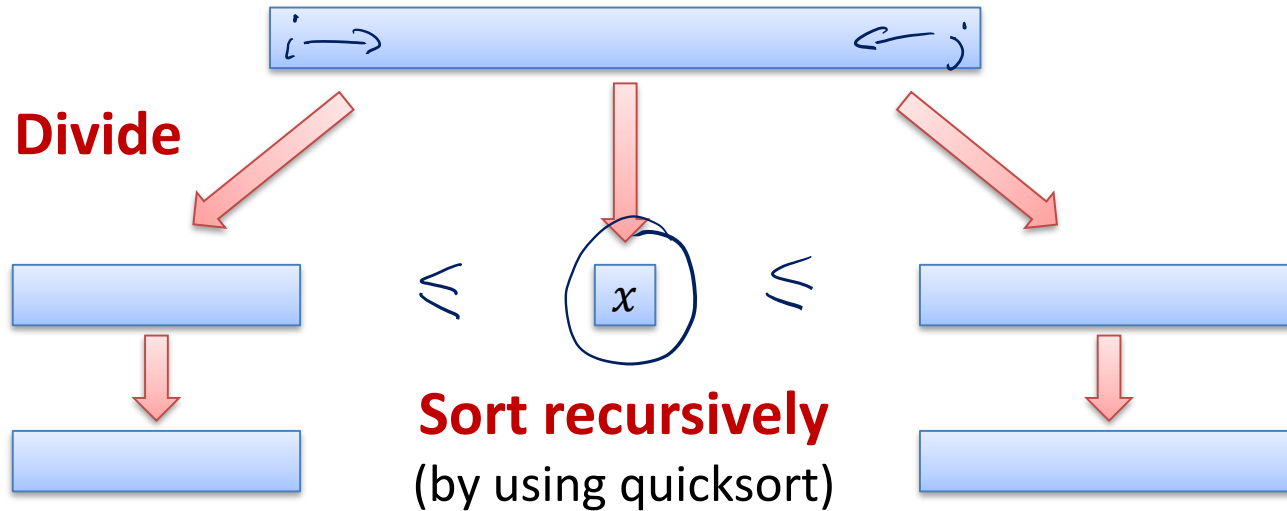 i → ← j
Divide
≤ x ≤
Sort recursively
(by using quicksort)